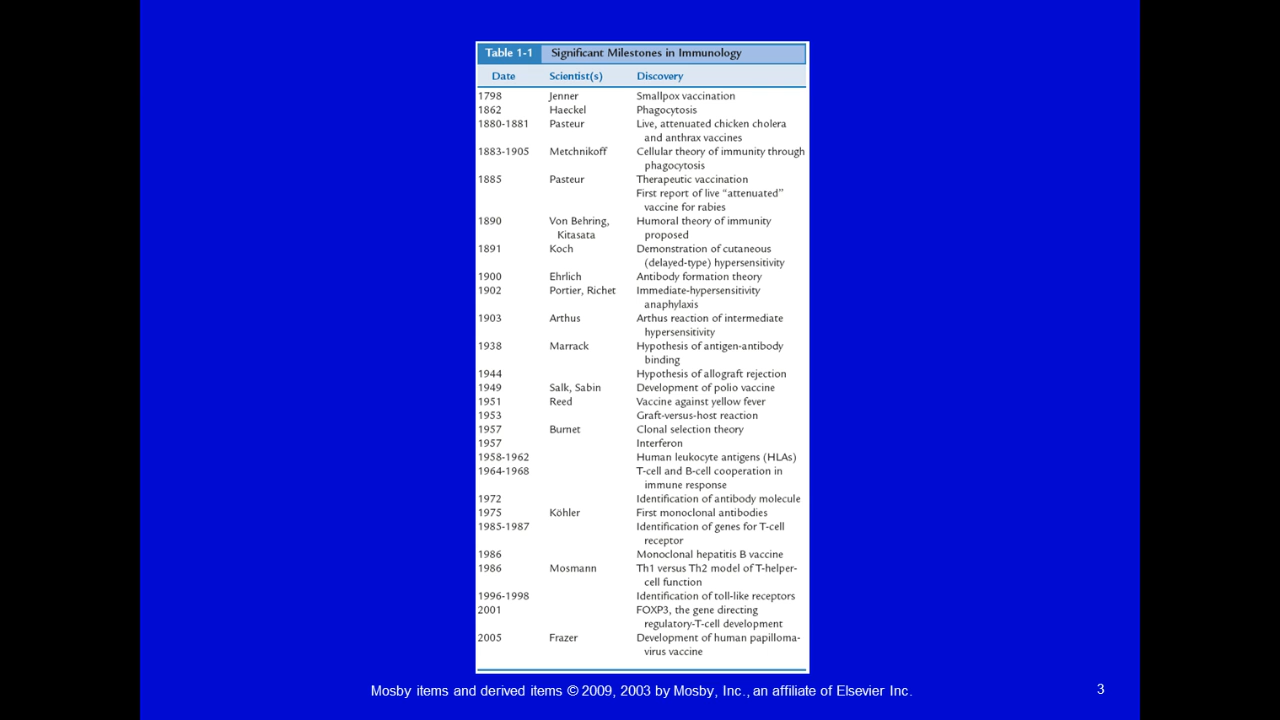 Table 1-1 Significant Milestones in Immunology
Date Scientist(s) Discovery
1798 Jenner Smallpox vaccination
1862 Haeckel Phagocytosis
1880-1881 Pasteur Live, attenuated chicken cholera
and anthrax vaccines
1883-1905 Metchnikoff Cellular theory of immunity through
phagocytosis
1885 Pasteur Therapeutic vaccination
First report of live “attenuated”
vaccine for rabies
1890 Von Behring, Humoral theory of immunity
Kitasata proposed
1891 Koch Demonstration of cutaneous
(delayed-type) hypersensitivity
1900 Ehrlich Antibody formation theory
1902 Portier, Richet Immediate-hypersensitivity
anaphylaxis
1903 Arthus Arthus reaction of intermediate
hypersensitivity
1938 Marrack Hypothesis of antigen-antibody
binding
1944 Hypothesis of allograft rejection
1949 Salk, Sabin Development of polio vaccine
1951 Reed Vaccine against yellow fever
1953 Graft-versus-host reaction
1957 Burnet Clonal selection theory
1957 Interferon
1958-1962 Human leukocyte antigens (HLAs)
1964-1968 T-cell and B-cell cooperation in
immune response
1972 Identification of antibody molecule
1975 Köhler First monoclonal antibodies
1985-1987 Identification of genes for T-cell
receptor
1986 Monoclonal hepatitis B vaccine
1986 Mosmann Th1 versus Th2 model of T-helper-
cell function
1996-1998 Identification of toll-like receptors
2001 FOXP3, the gene directing
regulatory-T-cell development
2005 Frazer Development of human papilloma-
virus vaccine
Mosby items and derived items © 2009, 2003 by Mosby, Inc., an affiliate of Elsevier Inc.
3